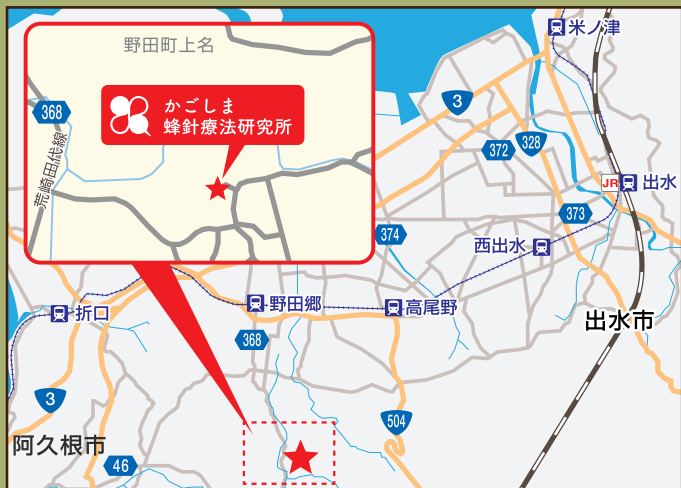 野田町上名
368
かごしま
蜂針療法研究所
荒崎田代線
米ノ津
3
372
328
JR
出水
373
374
西出水
折口
野田郷
高尾野
368
出水市
3
504
阿久根市
46